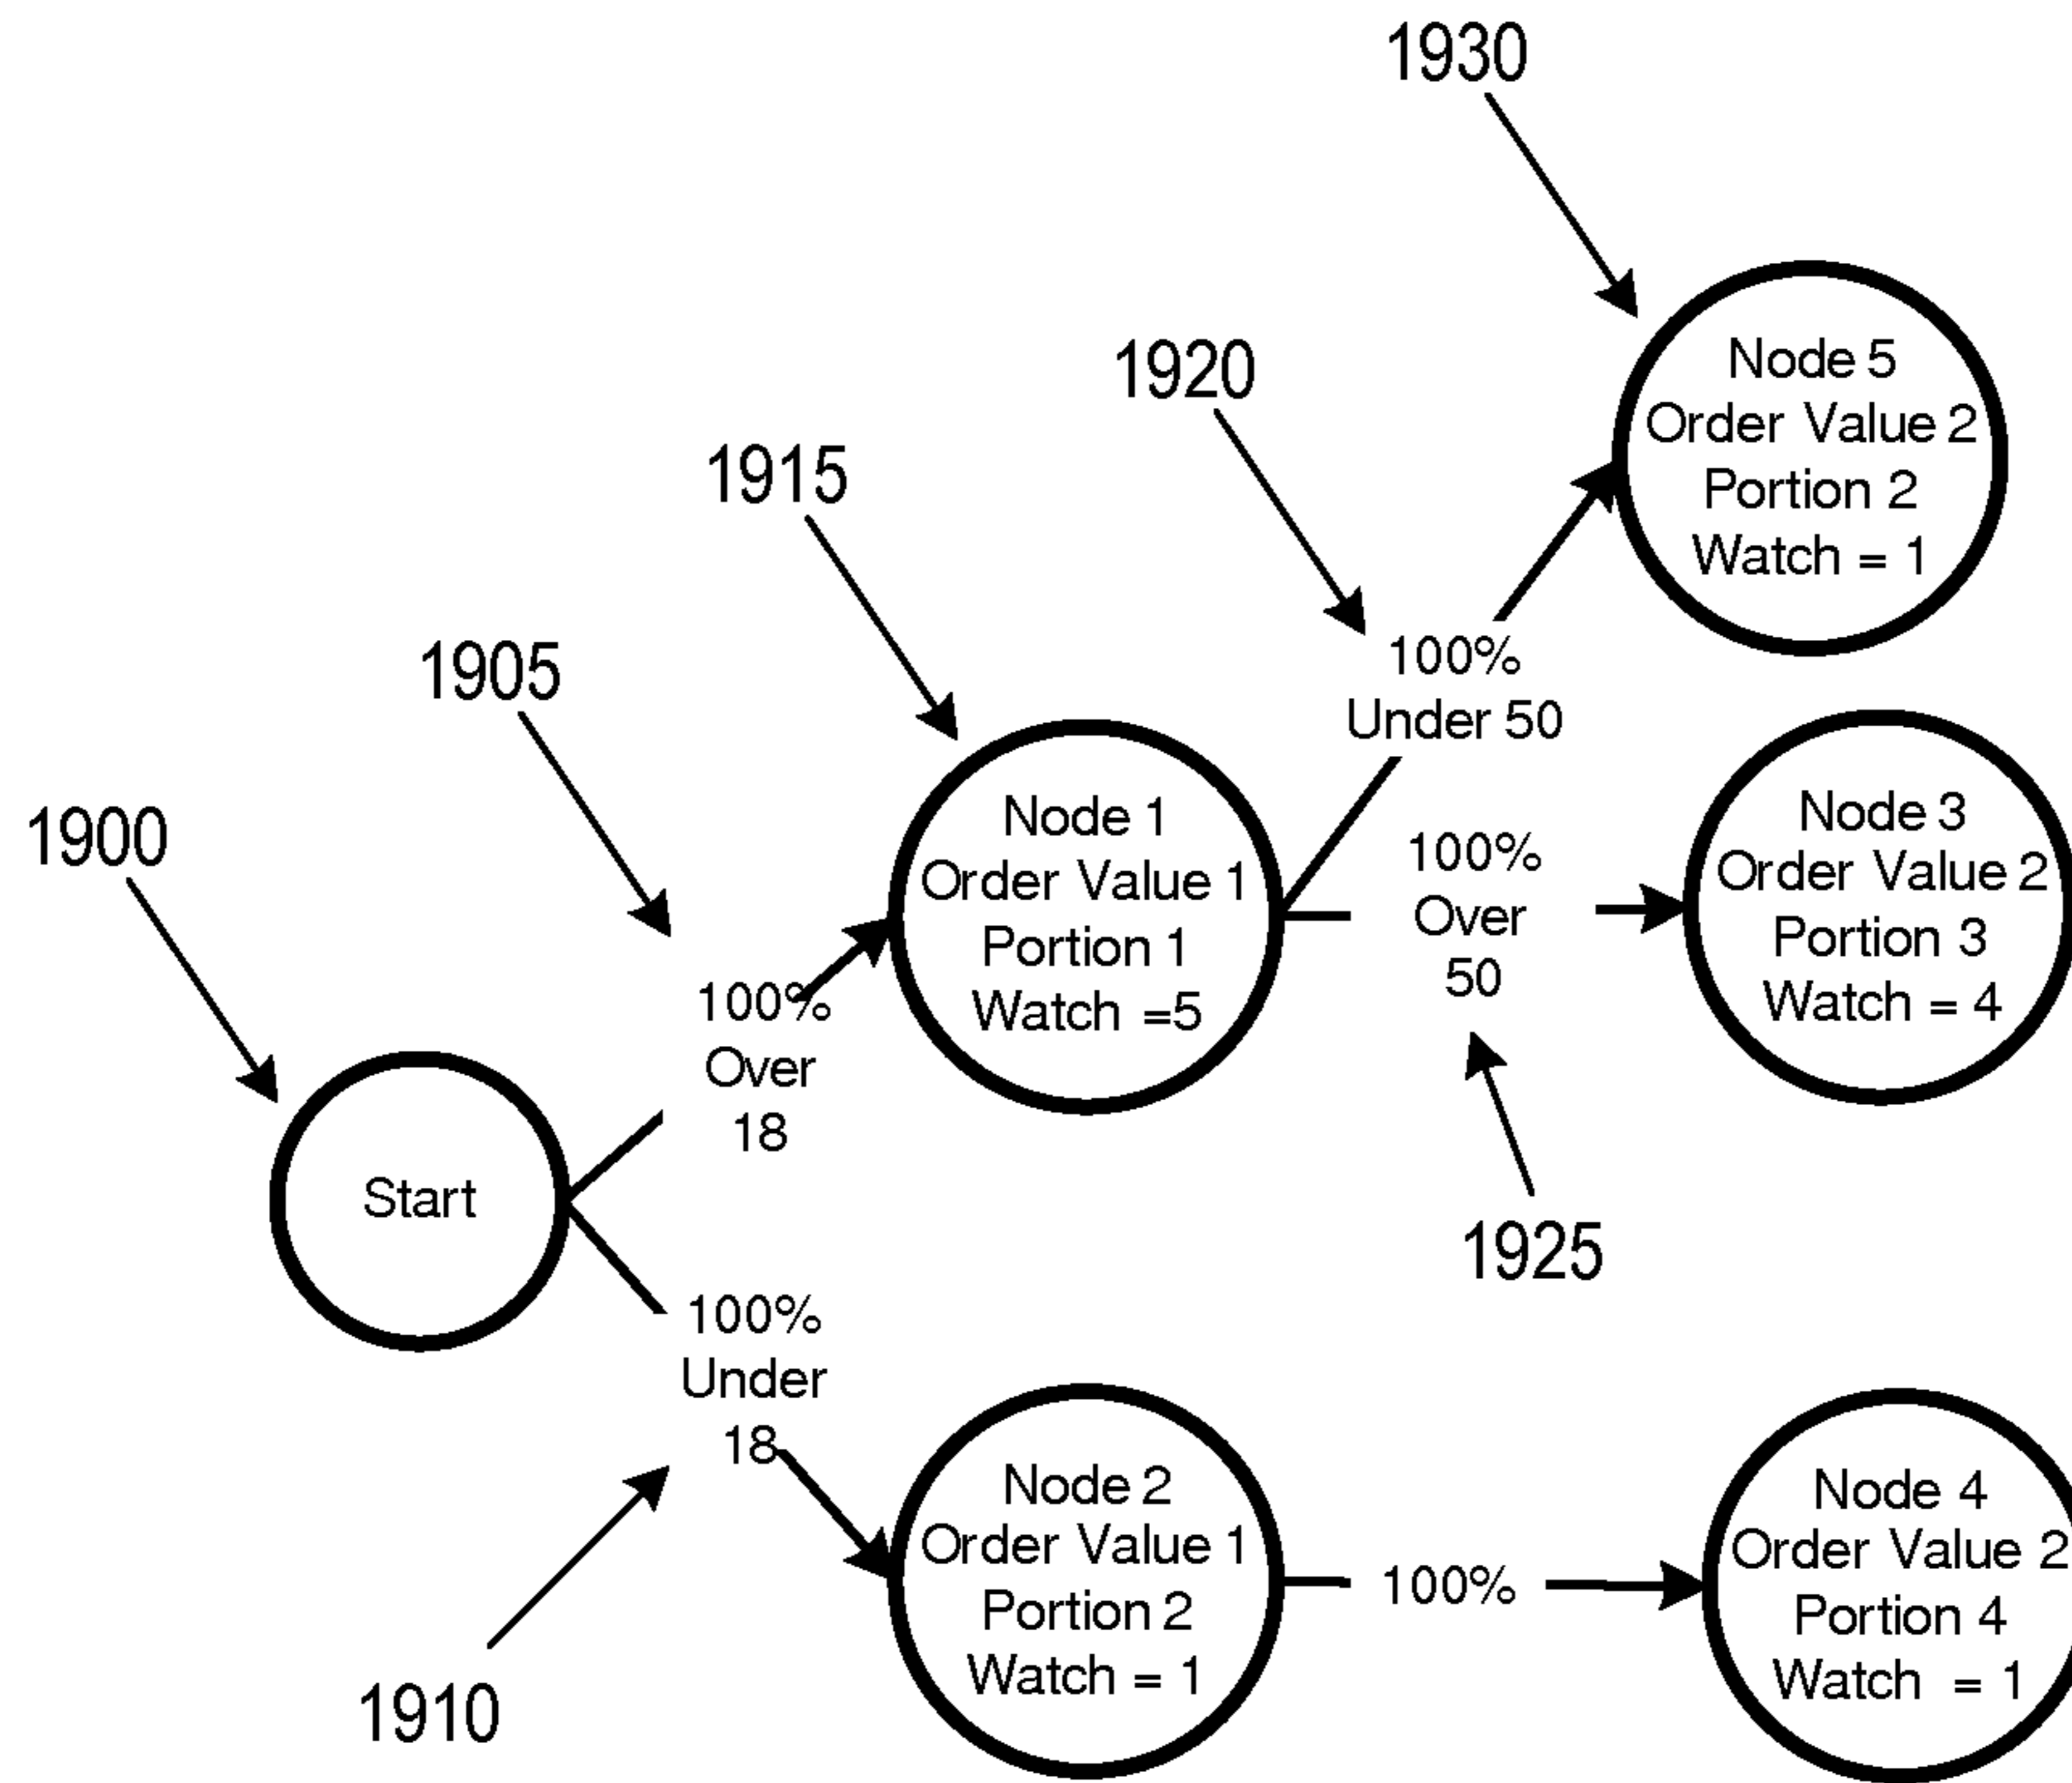 1930
Node 5
Order Value 2
Portion 2
Watch = 1
1920
100%
Under 50
1915
Node 1
Order Value 1
Portion 1
Watch =5
100%
Over
50
1925
Node 3
Order Value 2
Portion 3
Watch = 4
1905
100%
Over
18
1900
Start
100%
Under
18
1910
Node 2
Order Value 1
Portion 2
Watch = 1
100%
Node 4
Order Value 2
Portion 4
Watch = 1